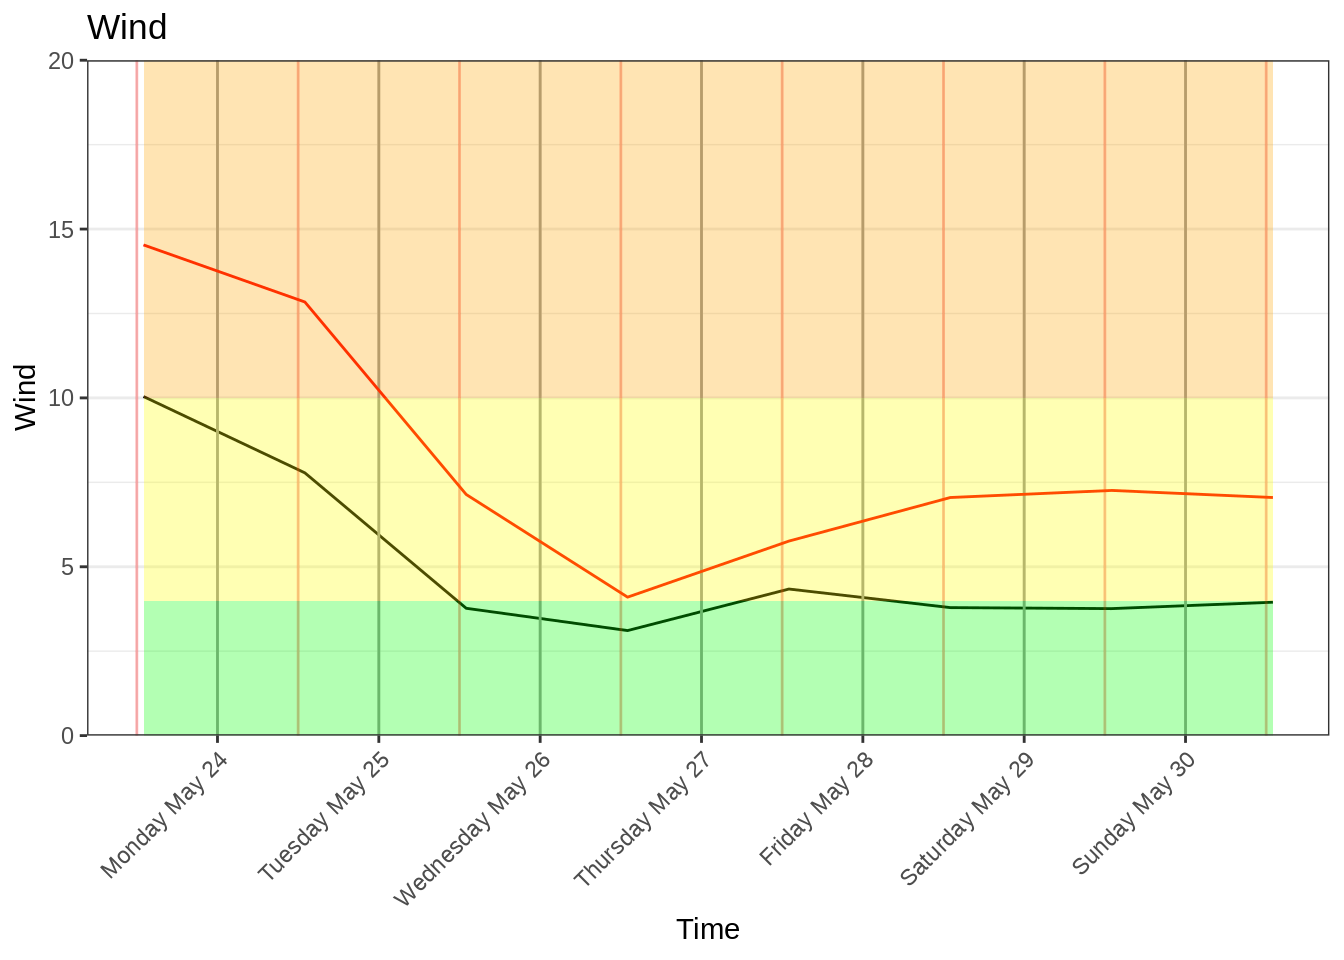 Wind
20
15
10
5
0
Wind
Monday May 24
Tuesday May 25
Wednesday May 26
Thursday May 27
Friday May 28
Saturday May 29
Sunday May 30
Time